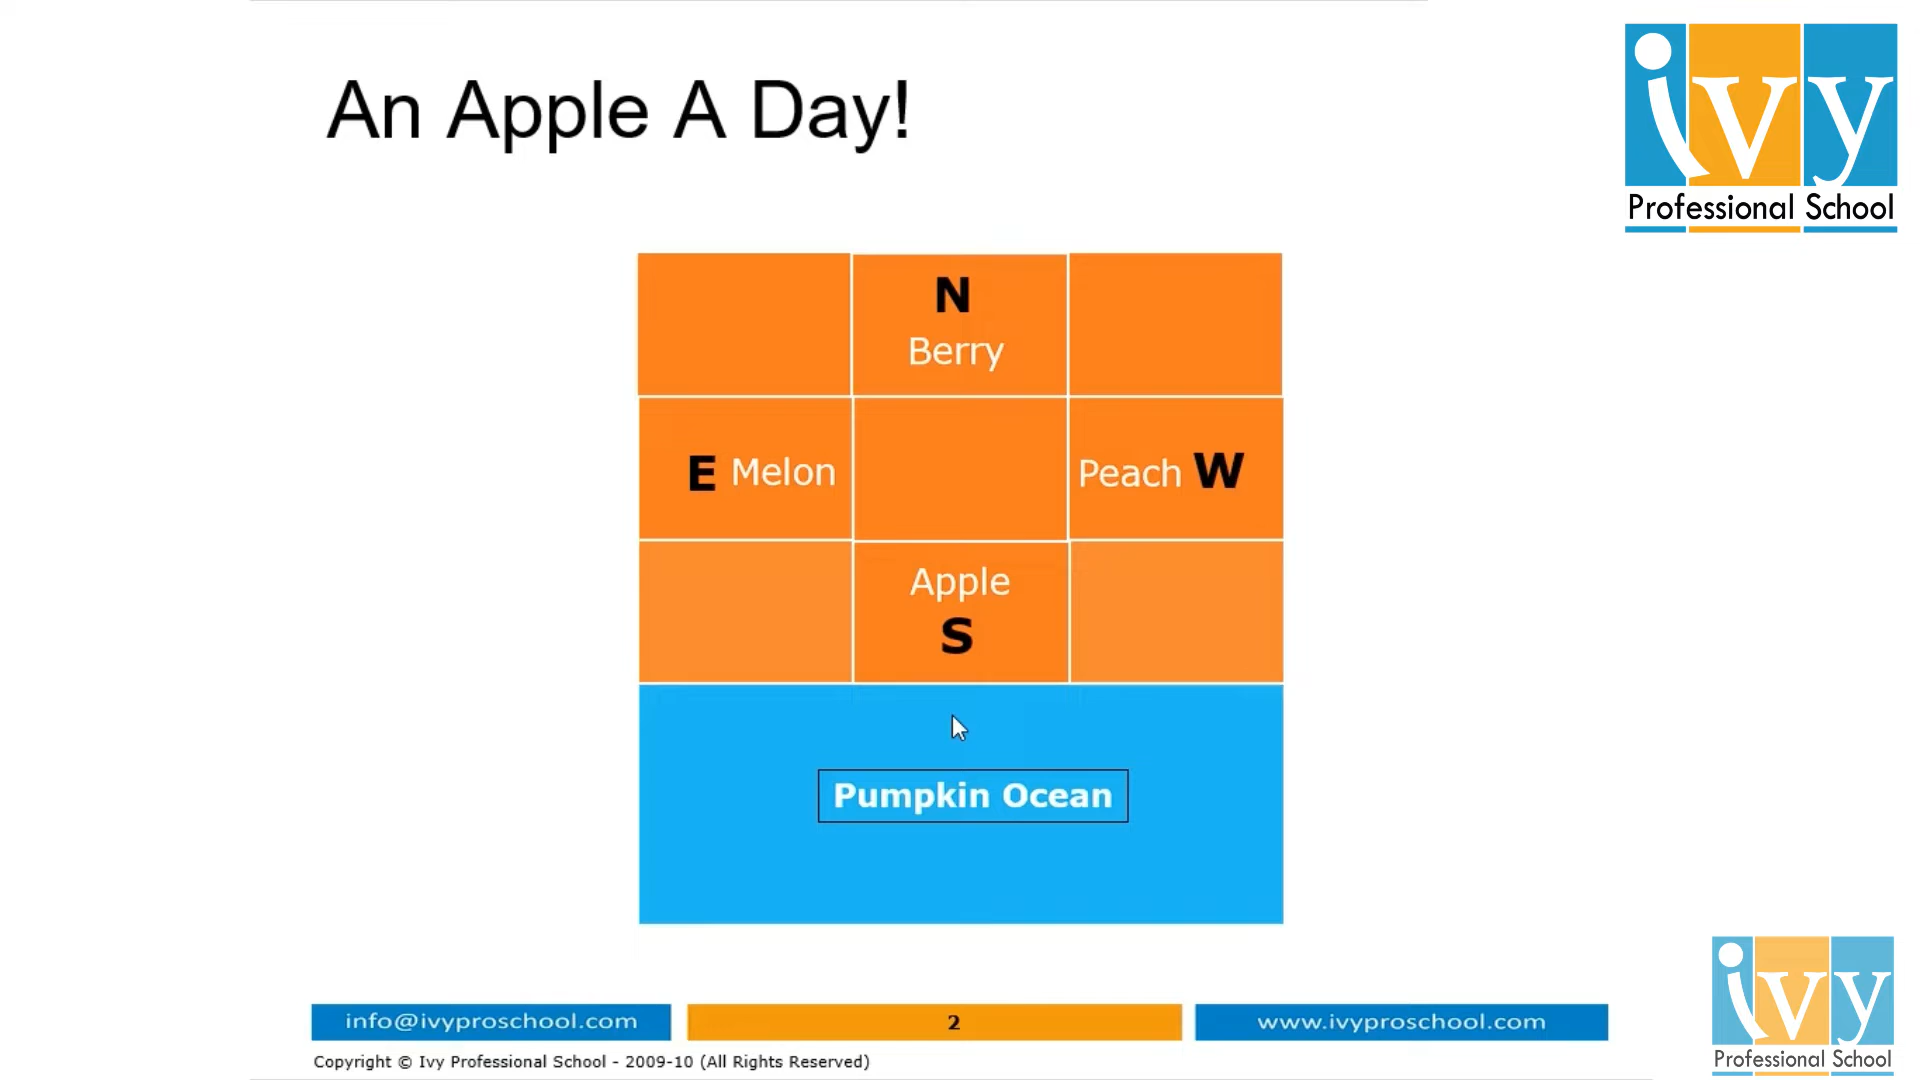 An Apple A Day!
ivy
Professional School
N
Berry
E Melon
Peach W
Apple
S
Pumpkin Ocean
info@ivyproschool.com
2
www.ivyproschool.com
Copyright © Ivy Professional School - 2009-10 (All Rights Reserved)
ivy
Professional School